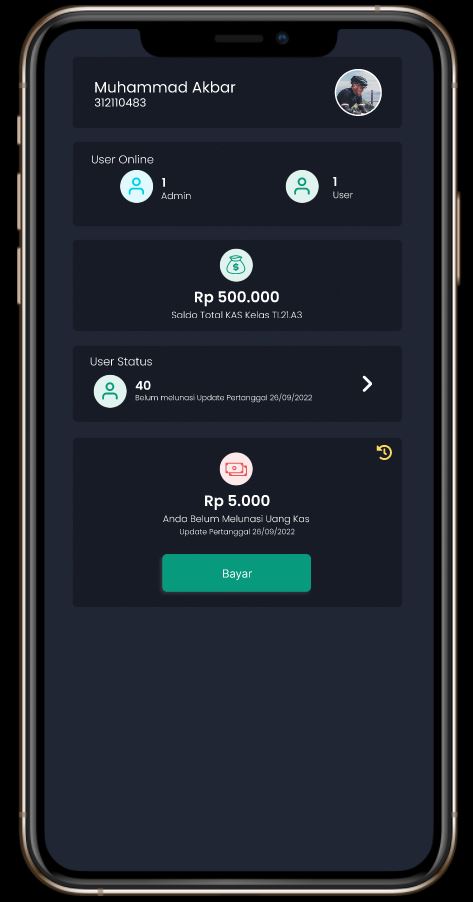 Muhammad Akbar
312110483
User Online
1
Admin
1
User
Rp 500.000
Saldo Total KAS Kelas TI.21.A3
User Status
40
Belum melunasi Update Pertanggal 26/09/2022
Rp 5.000
Anda Belum Melunasi Uang Kas
Update Pertanggal 26/09/2022
Bayar